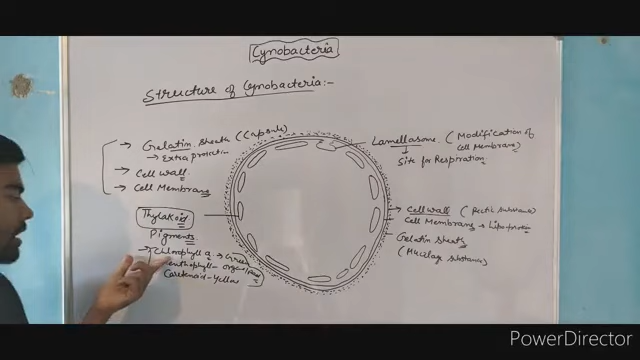 Cynobacteria
Structure of Cynobacteria:-
→ Gelatin sheath (Capsule)
→ Extra protection
→ Cell wall
→ Cell Membrane
Thylakoid
Pigments
→ Chlorophyll a → Green
Xanthophyll -
Carotenoid - Yellow
Lamellasome (Modification of
Cell Membrane)
Site for Respiration
Cell wall (Pectic substance)
Cell Membrane → Lipoprotein
Gelatin Sheath
(Mucilage substance)
PowerDirector